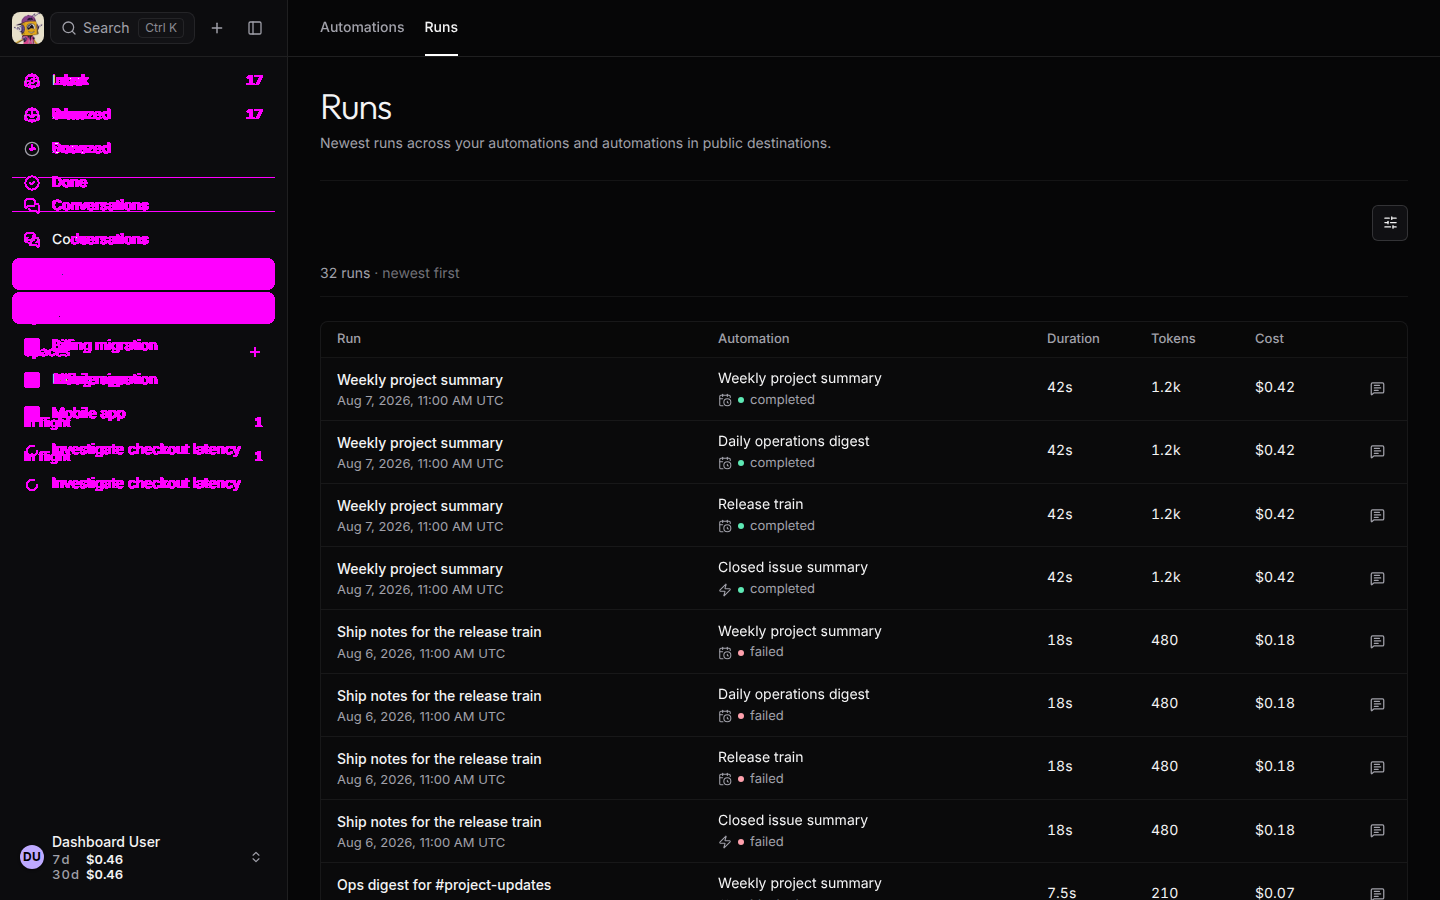 Search Ctrl K
Automations Runs
17
17
Done
Conversations
Billing migration
Mobile app
In flight 1
In flight 1
Investigate checkout latency
Investigate checkout latency
Dashboard User
DU
7d $0.46
30d $0.46
Runs
Newest runs across your automations and automations in public destinations.
32 runs · newest first
Run Automation Duration Tokens Cost
Weekly project summary Weekly project summary 42s 1.2k $0.42
Aug 7, 2026, 11:00 AM UTC completed
Weekly project summary Daily operations digest 42s 1.2k $0.42
Aug 7, 2026, 11:00 AM UTC completed
Weekly project summary Release train 42s 1.2k $0.42
Aug 7, 2026, 11:00 AM UTC completed
Weekly project summary Closed issue summary 42s 1.2k $0.42
Aug 7, 2026, 11:00 AM UTC completed
Ship notes for the release train Weekly project summary 18s 480 $0.18
Aug 6, 2026, 11:00 AM UTC failed
Ship notes for the release train Daily operations digest 18s 480 $0.18
Aug 6, 2026, 11:00 AM UTC failed
Ship notes for the release train Release train 18s 480 $0.18
Aug 6, 2026, 11:00 AM UTC failed
Ship notes for the release train Closed issue summary 18s 480 $0.18
Aug 6, 2026, 11:00 AM UTC failed
Ops digest for #project-updates Weekly project summary 7.5s 210 $0.07